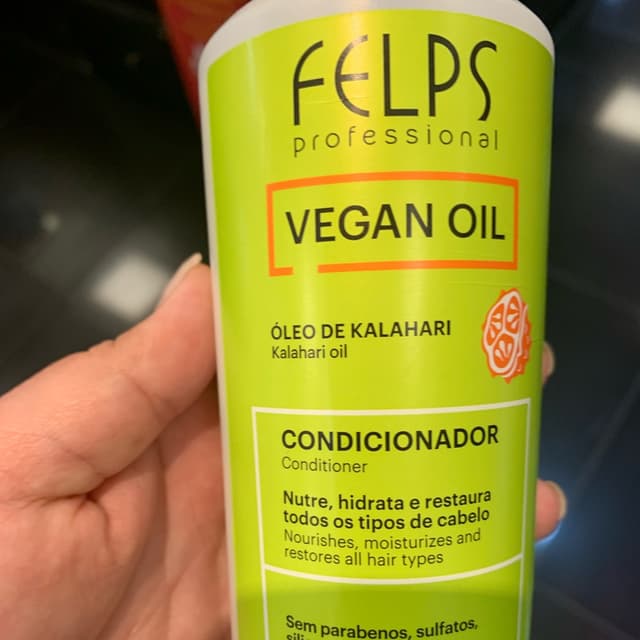 FELPS
professional
VEGAN OIL
ÓLEO DE KALAHARI
Kalahari oil
CONDICIONADOR
Conditioner
Nutre, hidrata e restaura
todos os tipos de cabelo
Nourishes, moisturizes and
restores all hair types
Sem parabenos, sulfatos,